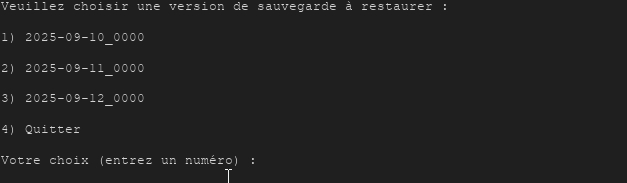 Veuillez choisir une version de sauvegarde à restaurer :
1) 2025-09-10_0000
2) 2025-09-11_0000
3) 2025-09-12_0000
4) Quitter
Votre choix (entrez un numéro) :